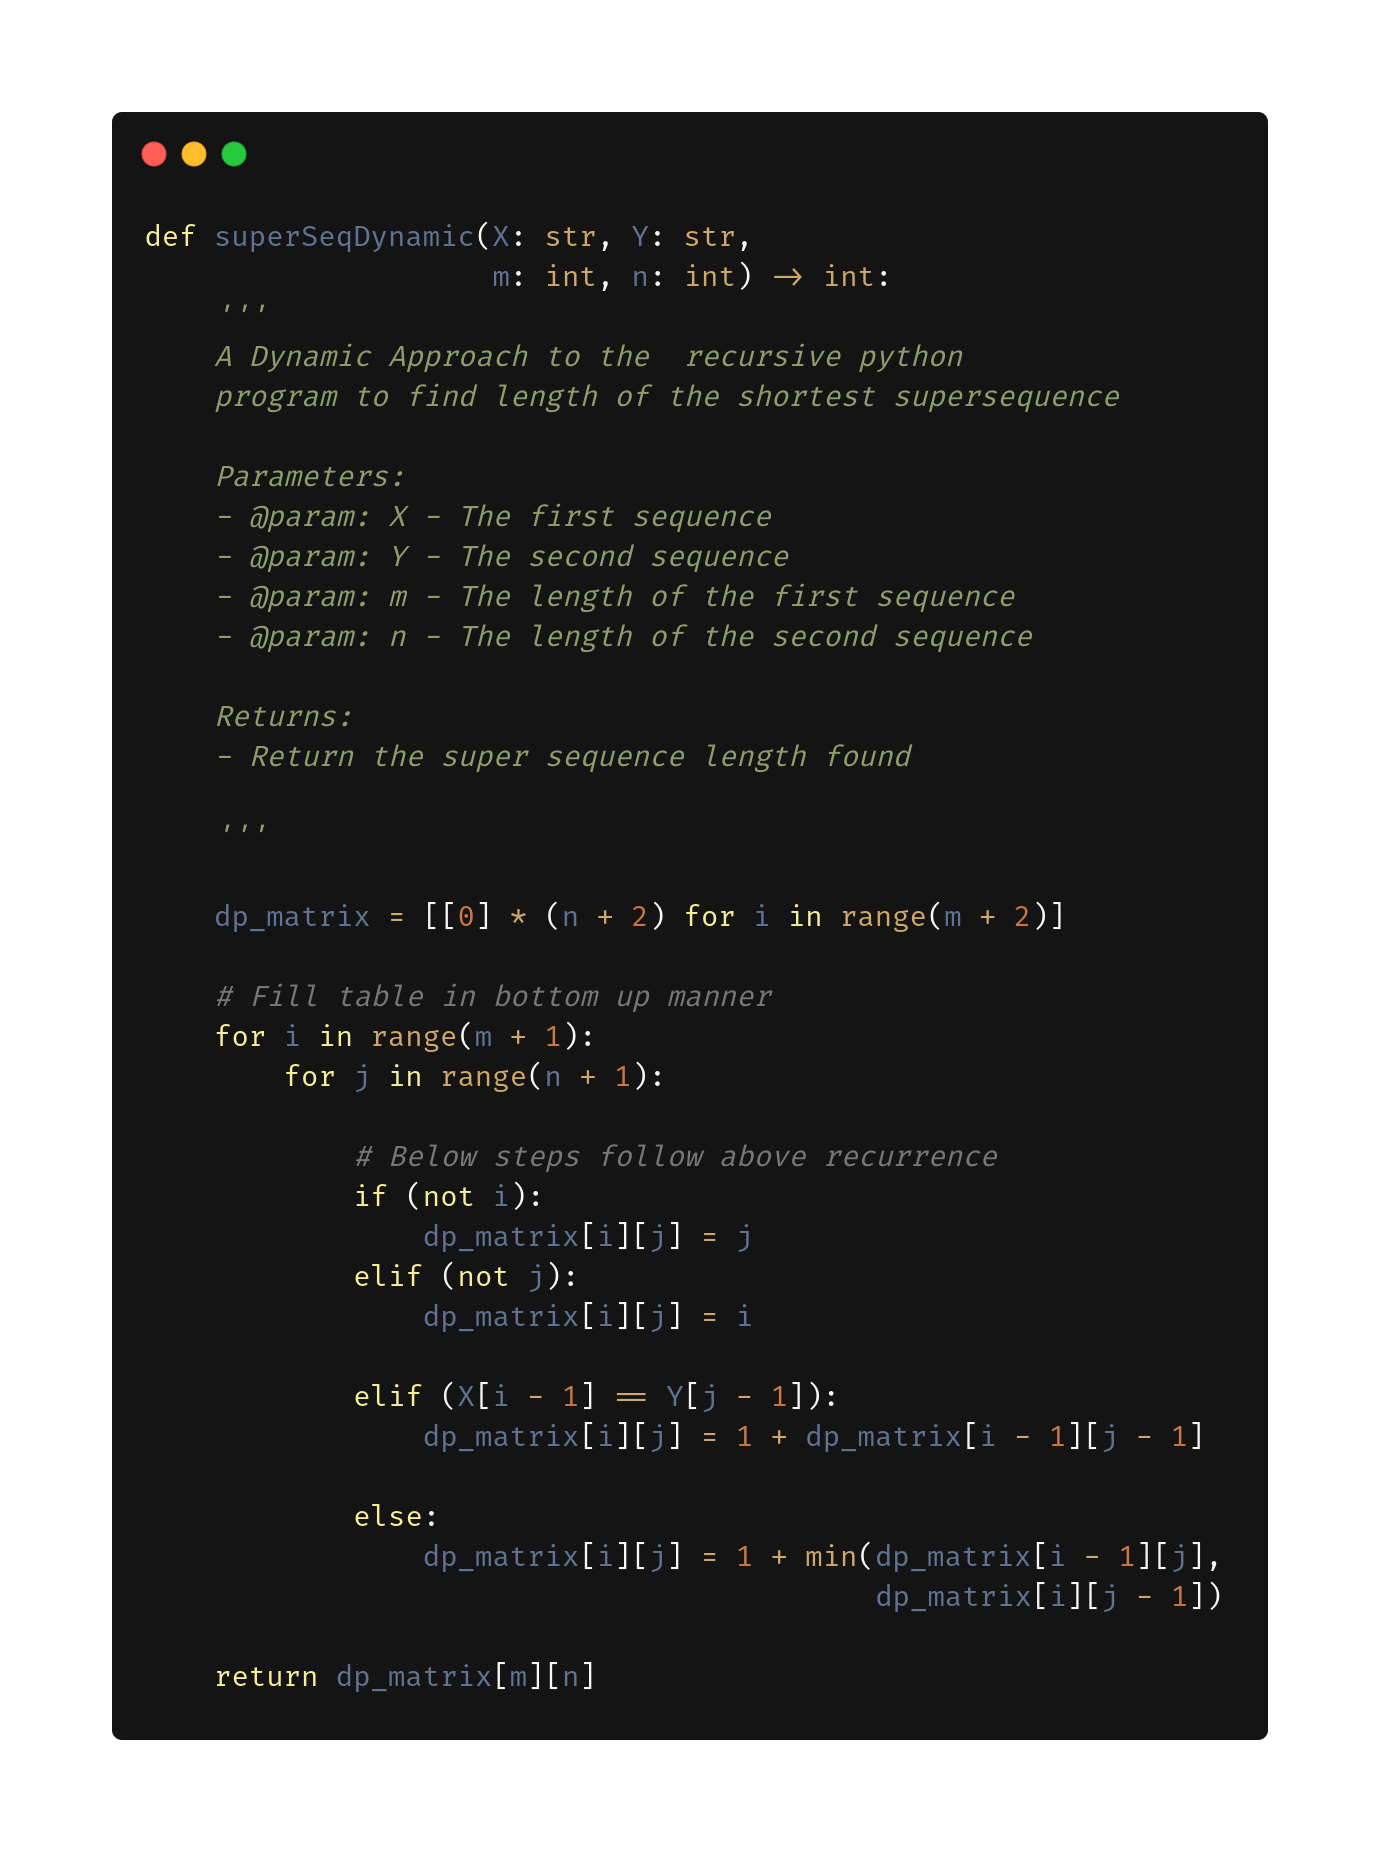 def superSeqDynamic(X: str, Y: str,
                    m: int, n: int) -> int:
    '''
    A Dynamic Approach to the  recursive python
    program to find length of the shortest supersequence

    Parameters:
    - @param: X - The first sequence
    - @param: Y - The second sequence
    - @param: m - The length of the first sequence
    - @param: n - The length of the second sequence

    Returns:
    - Return the super sequence length found

    '''

    dp_matrix = [[0] * (n + 2) for i in range(m + 2)]

    # Fill table in bottom up manner
    for i in range(m + 1):
        for j in range(n + 1):

            # Below steps follow above recurrence
            if (not i):
                dp_matrix[i][j] = j
            elif (not j):
                dp_matrix[i][j] = i

            elif (X[i - 1] == Y[j - 1]):
                dp_matrix[i][j] = 1 + dp_matrix[i - 1][j - 1]

            else:
                dp_matrix[i][j] = 1 + min(dp_matrix[i - 1][j],
                                          dp_matrix[i][j - 1])

    return dp_matrix[m][n]